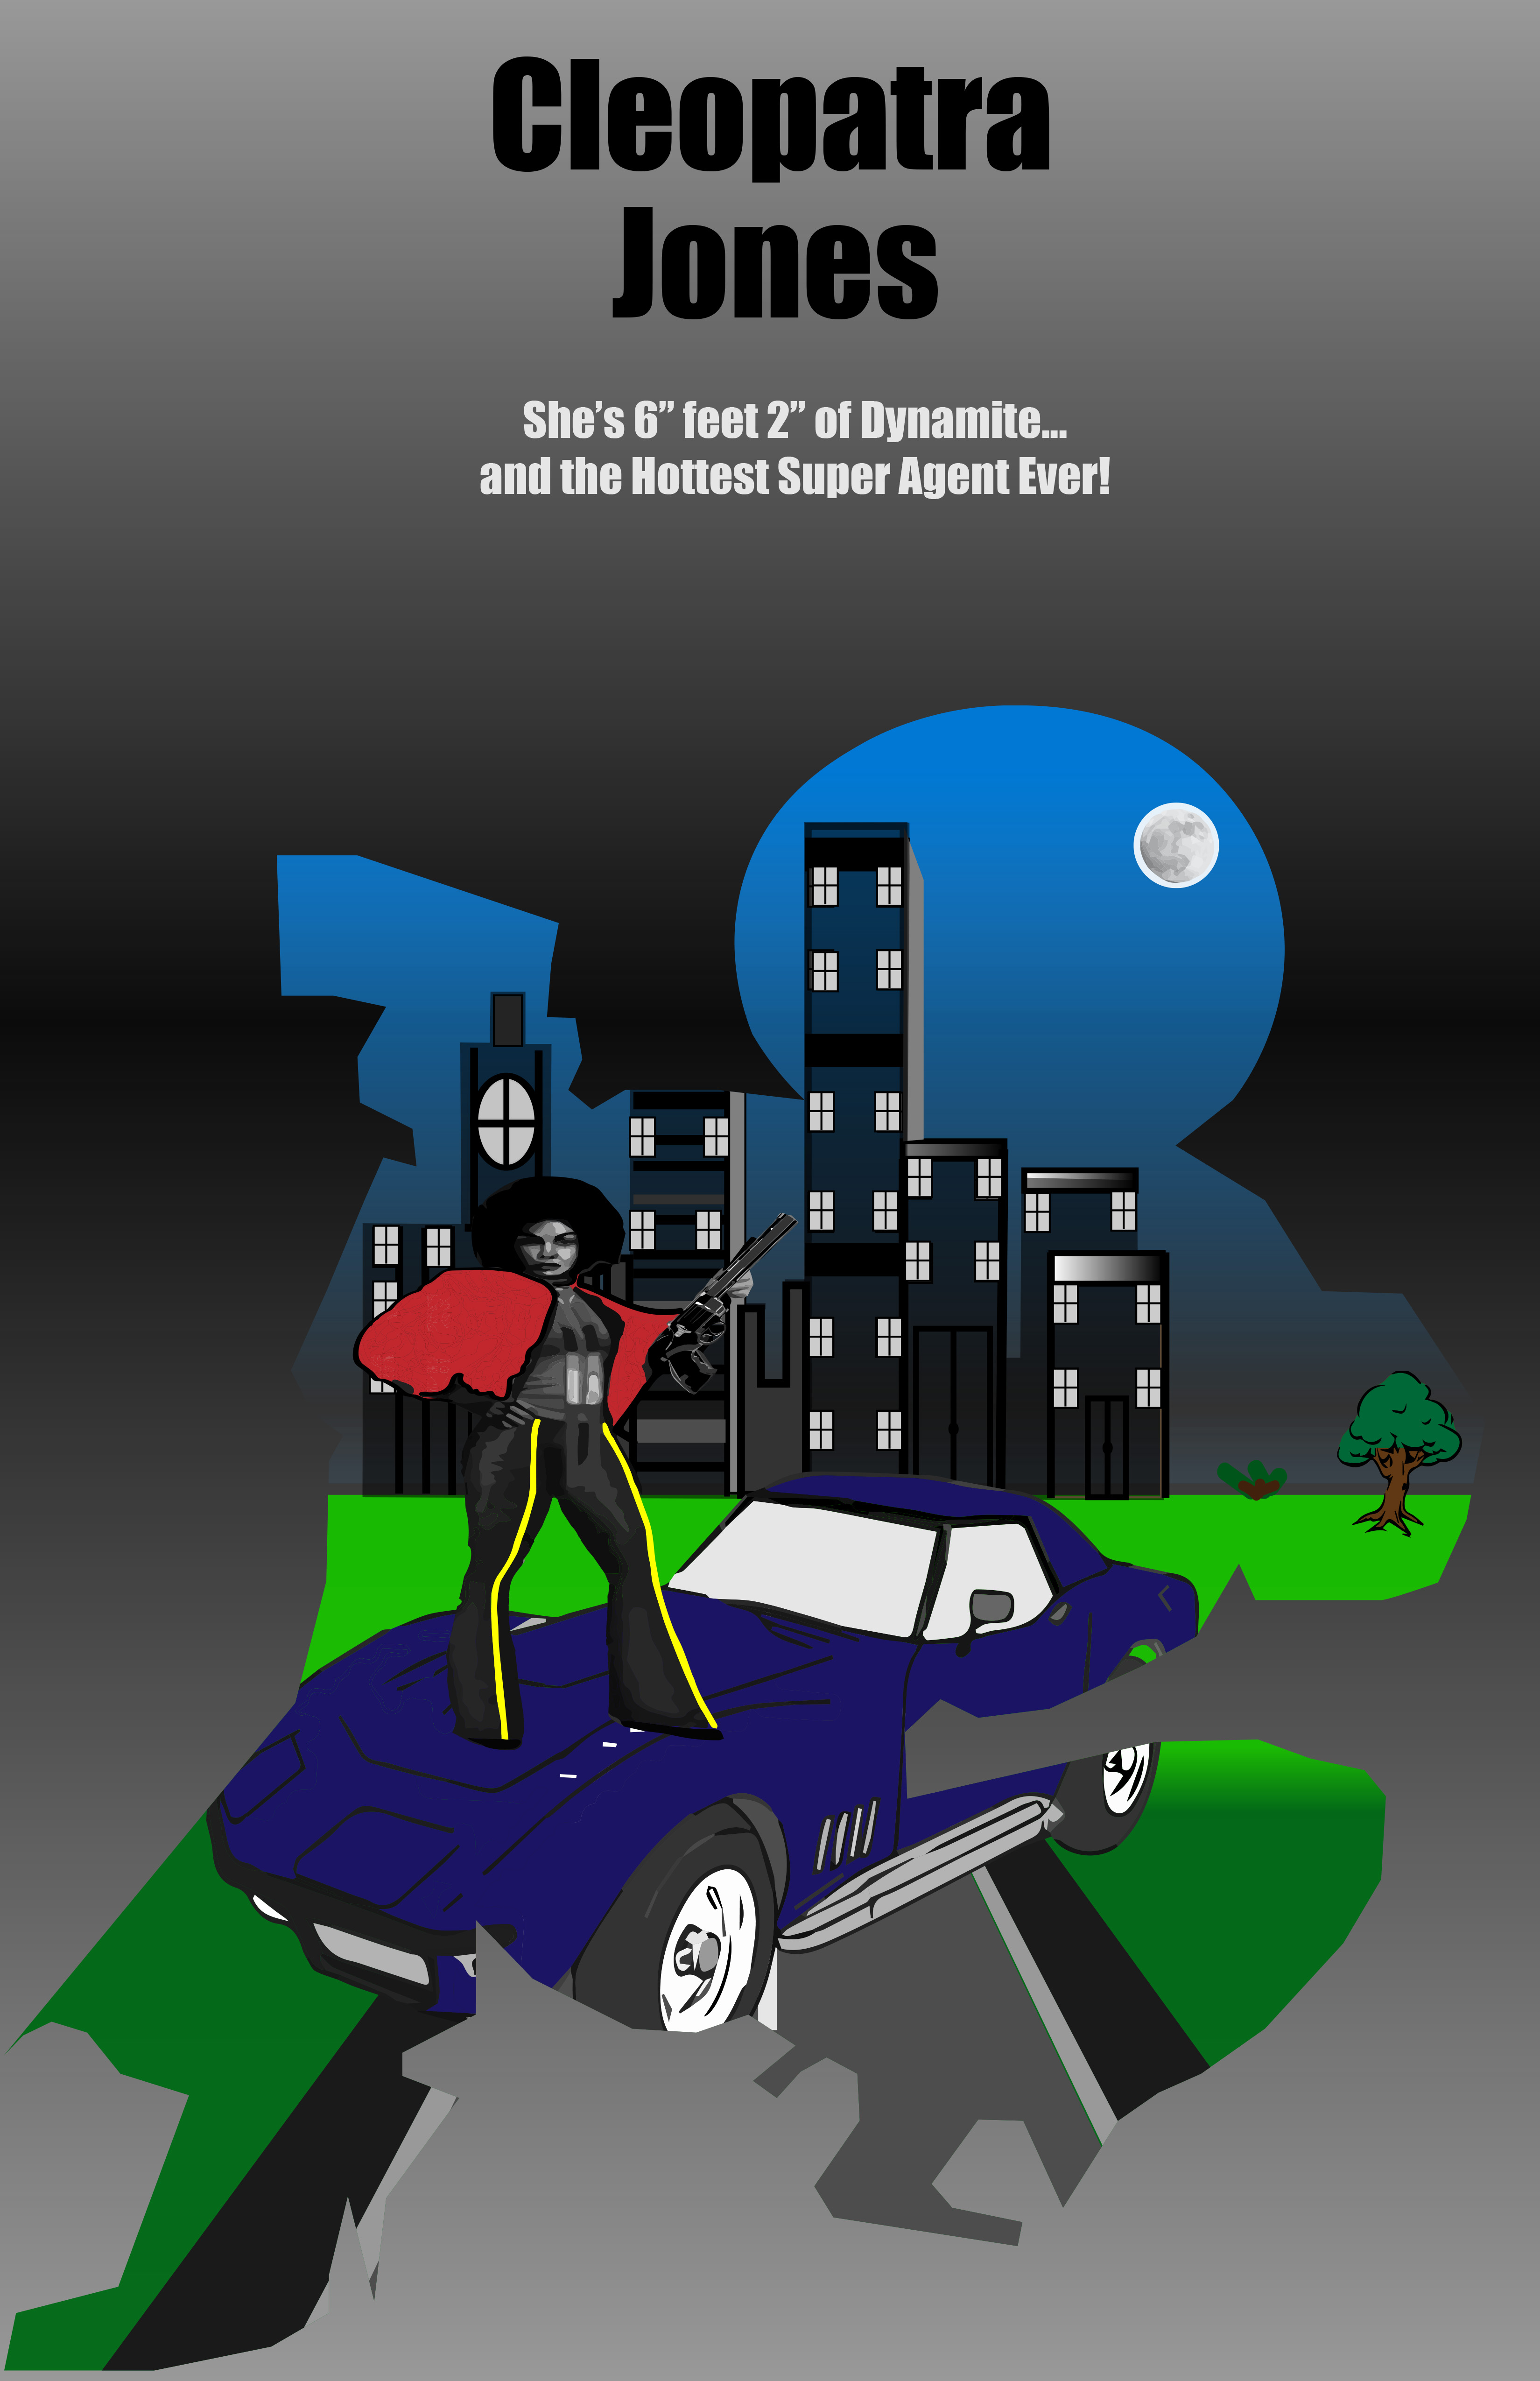 Cleopatra
Jones
She’s 6” feet 2” of Dynamite...
and the Hottest Super Agent Ever!